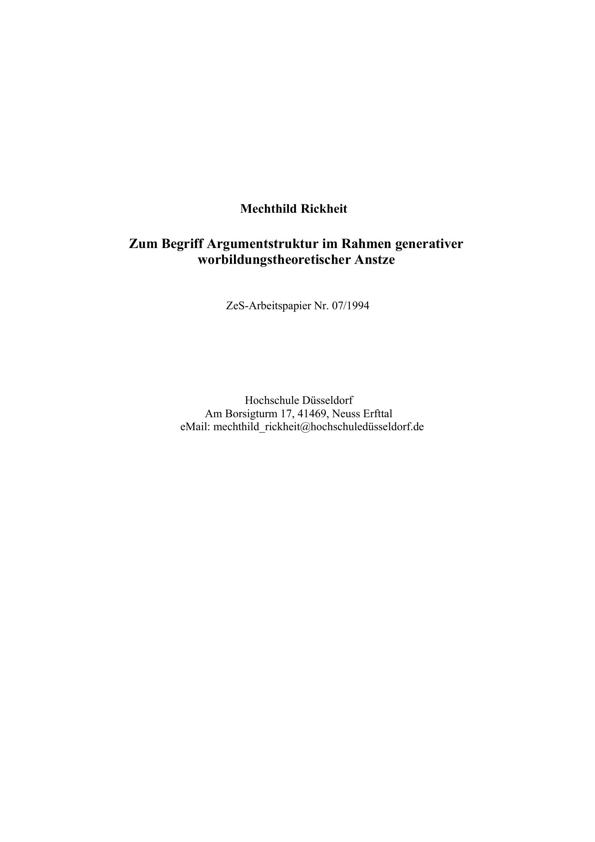 Mechthild Rickheit
Zum Begriff Argumentstruktur im Rahmen generativer
worbildungstheoretischer Anstze
ZeS-Arbeitspapier Nr. 07/1994
Hochschule Düsseldorf
Am Borsigturm 17, 41469, Neuss Erfttal
eMail: mechthild_rickheit@hochschuledüsseldorf.de